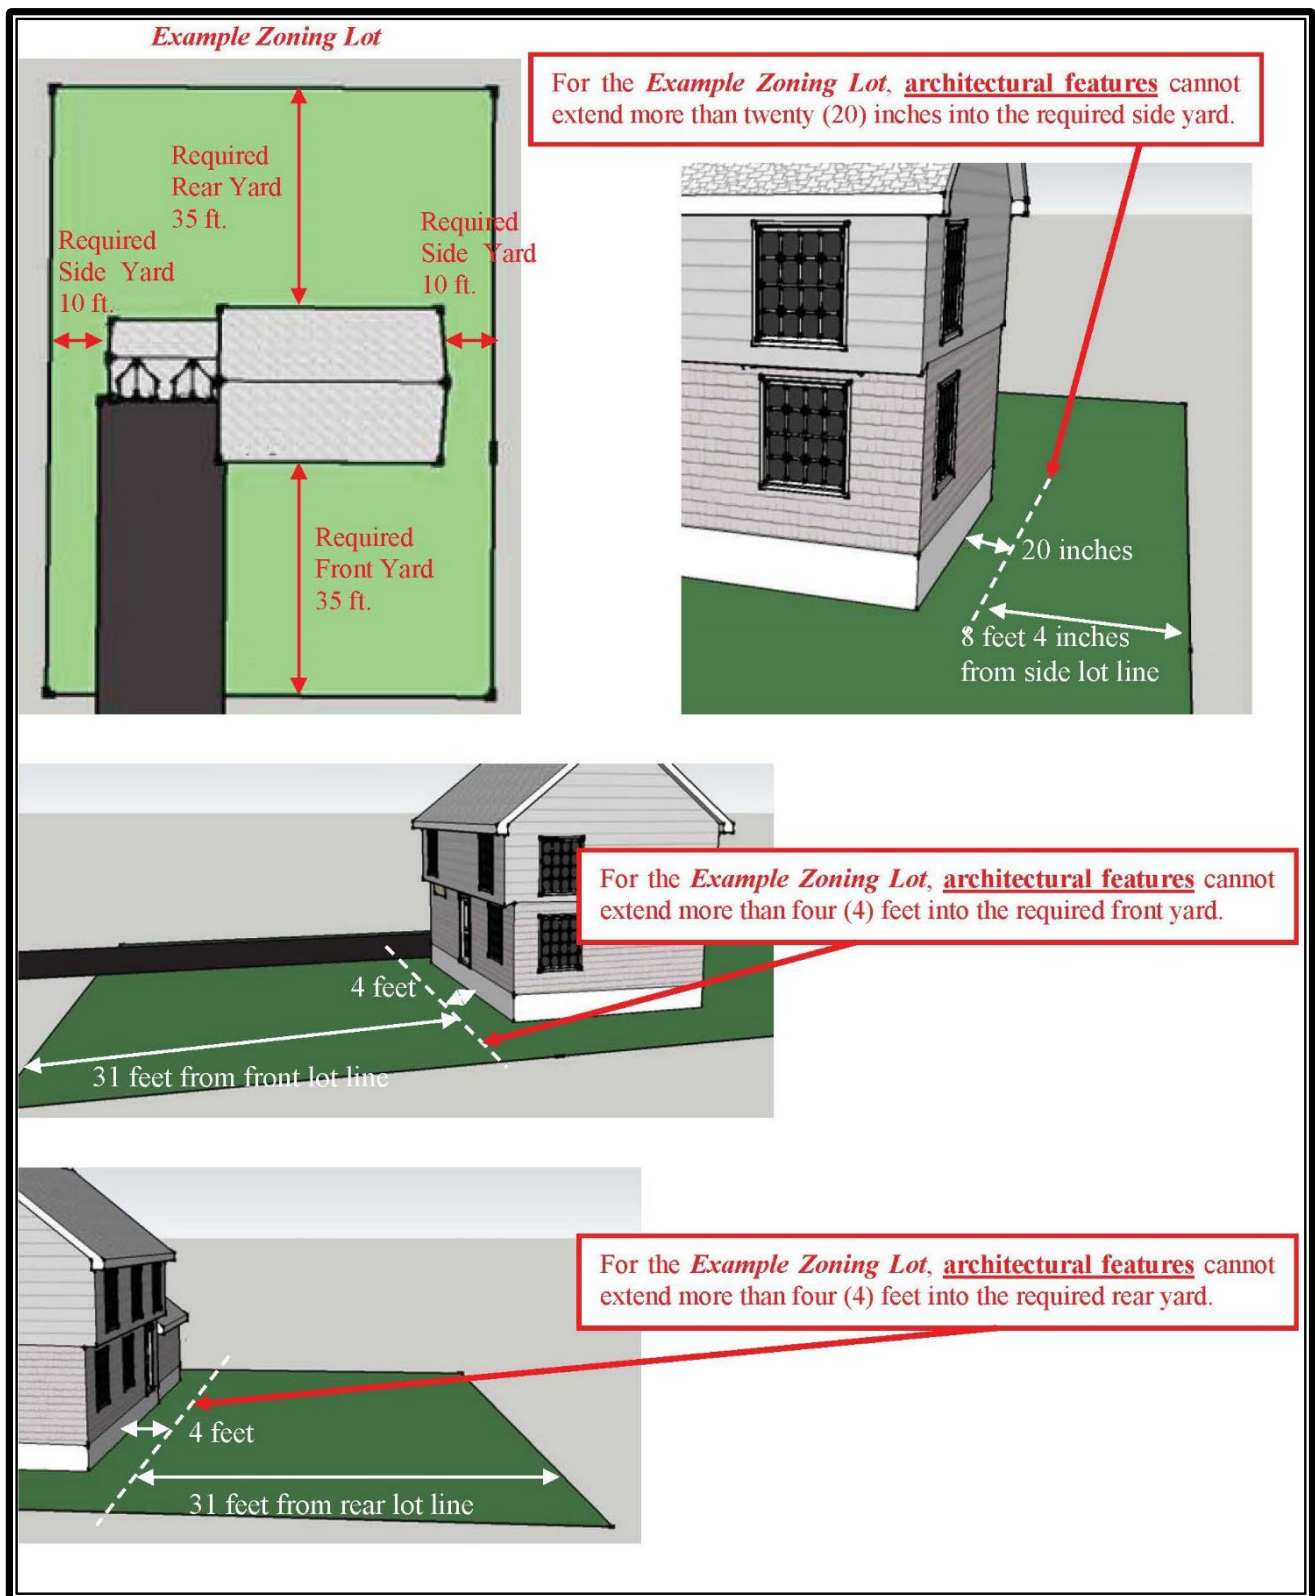 Example Zoning Lot
For the Example Zoning Lot, architectural features cannot
extend more than twenty (20) inches into the required side yard.
Required
Rear Yard
35 ft.
Required
Side Yard
10 ft.
Required
Side Yard
10 ft.
Required
Front Yard
35 ft.
20 inches
8 feet 4 inches
from side lot line
For the Example Zoning Lot, architectural features cannot
extend more than four (4) feet into the required front yard.
4 feet
31 feet from front lot line
For the Example Zoning Lot, architectural features cannot
extend more than four (4) feet into the required rear yard.
4 feet
31 feet from rear lot line